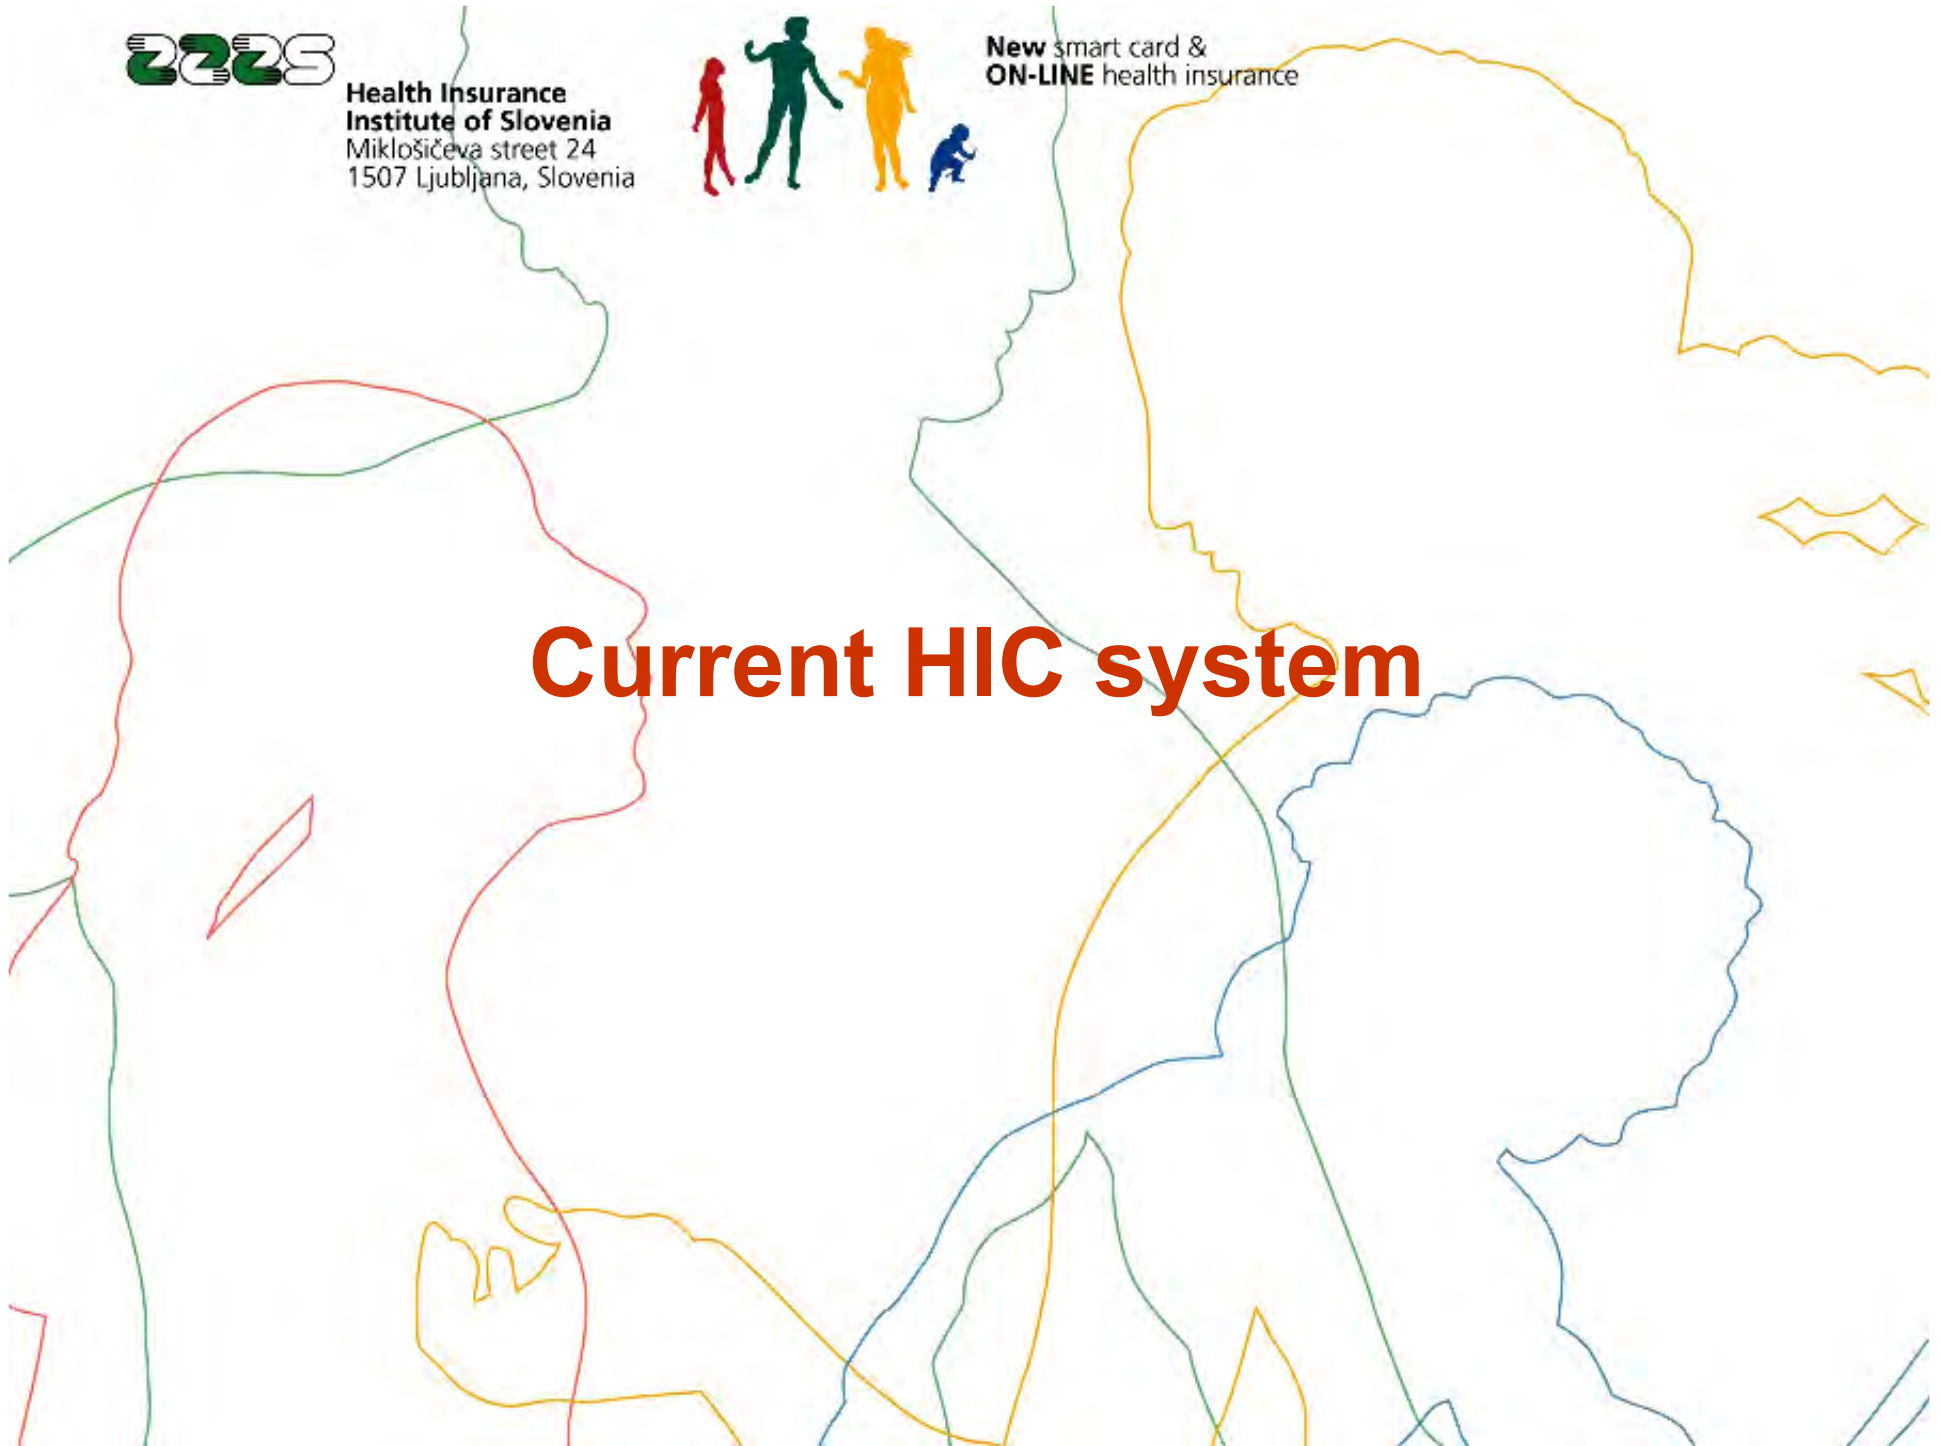 ZZZS
Health Insurance
Institute of Slovenia
Miklošičeva street 24
1507 Ljubljana, Slovenia
New smart card &
ON-LINE health insurance
Current HIC system